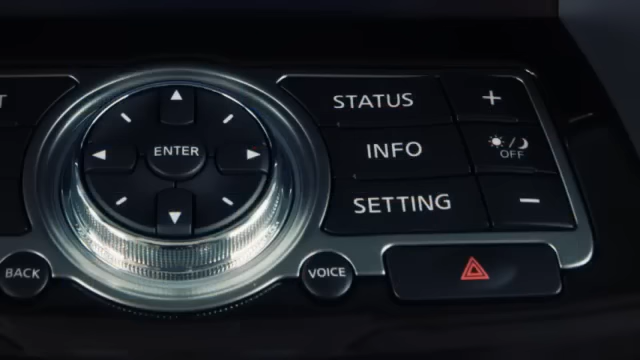 STATUS
+
INFO
OFF
ENTER
SETTING
-
BACK
VOICE